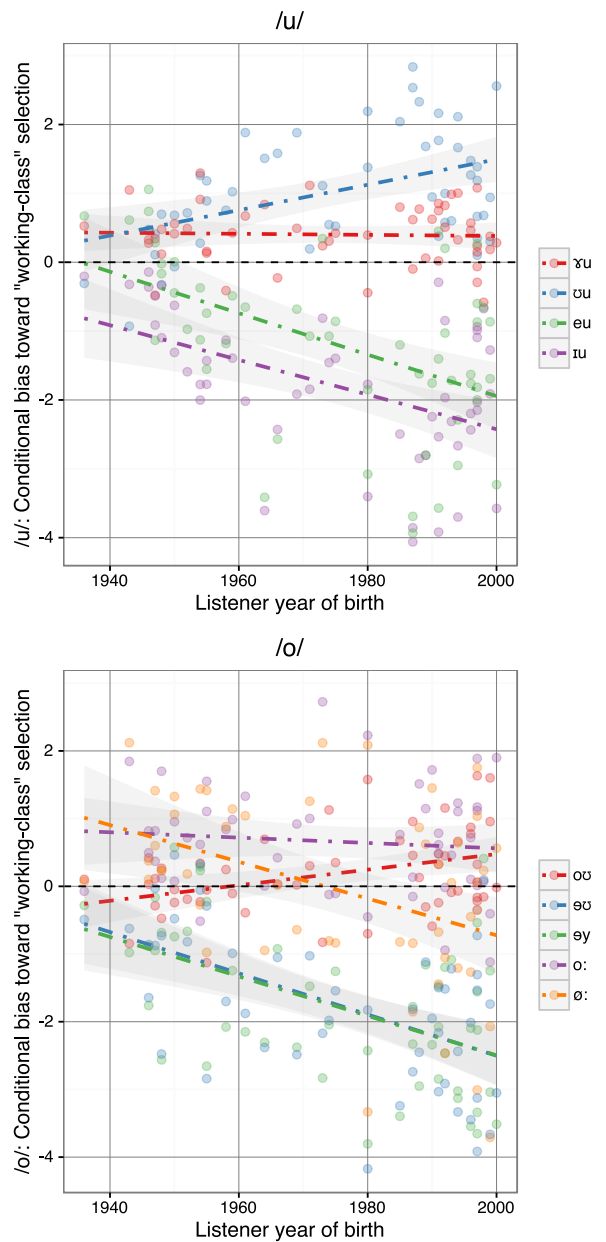 /u/
/u/: Conditional bias toward "working-class" selection
2
0
-2
-4
1940 1960 1980 2000
Listener year of birth
ɤu
ʊu
eu
ɪu
/o/
/o/: Conditional bias toward "working-class" selection
2
0
-2
-4
1940 1960 1980 2000
Listener year of birth
oʊ
ɘʊ
ɘy
o:
ø: